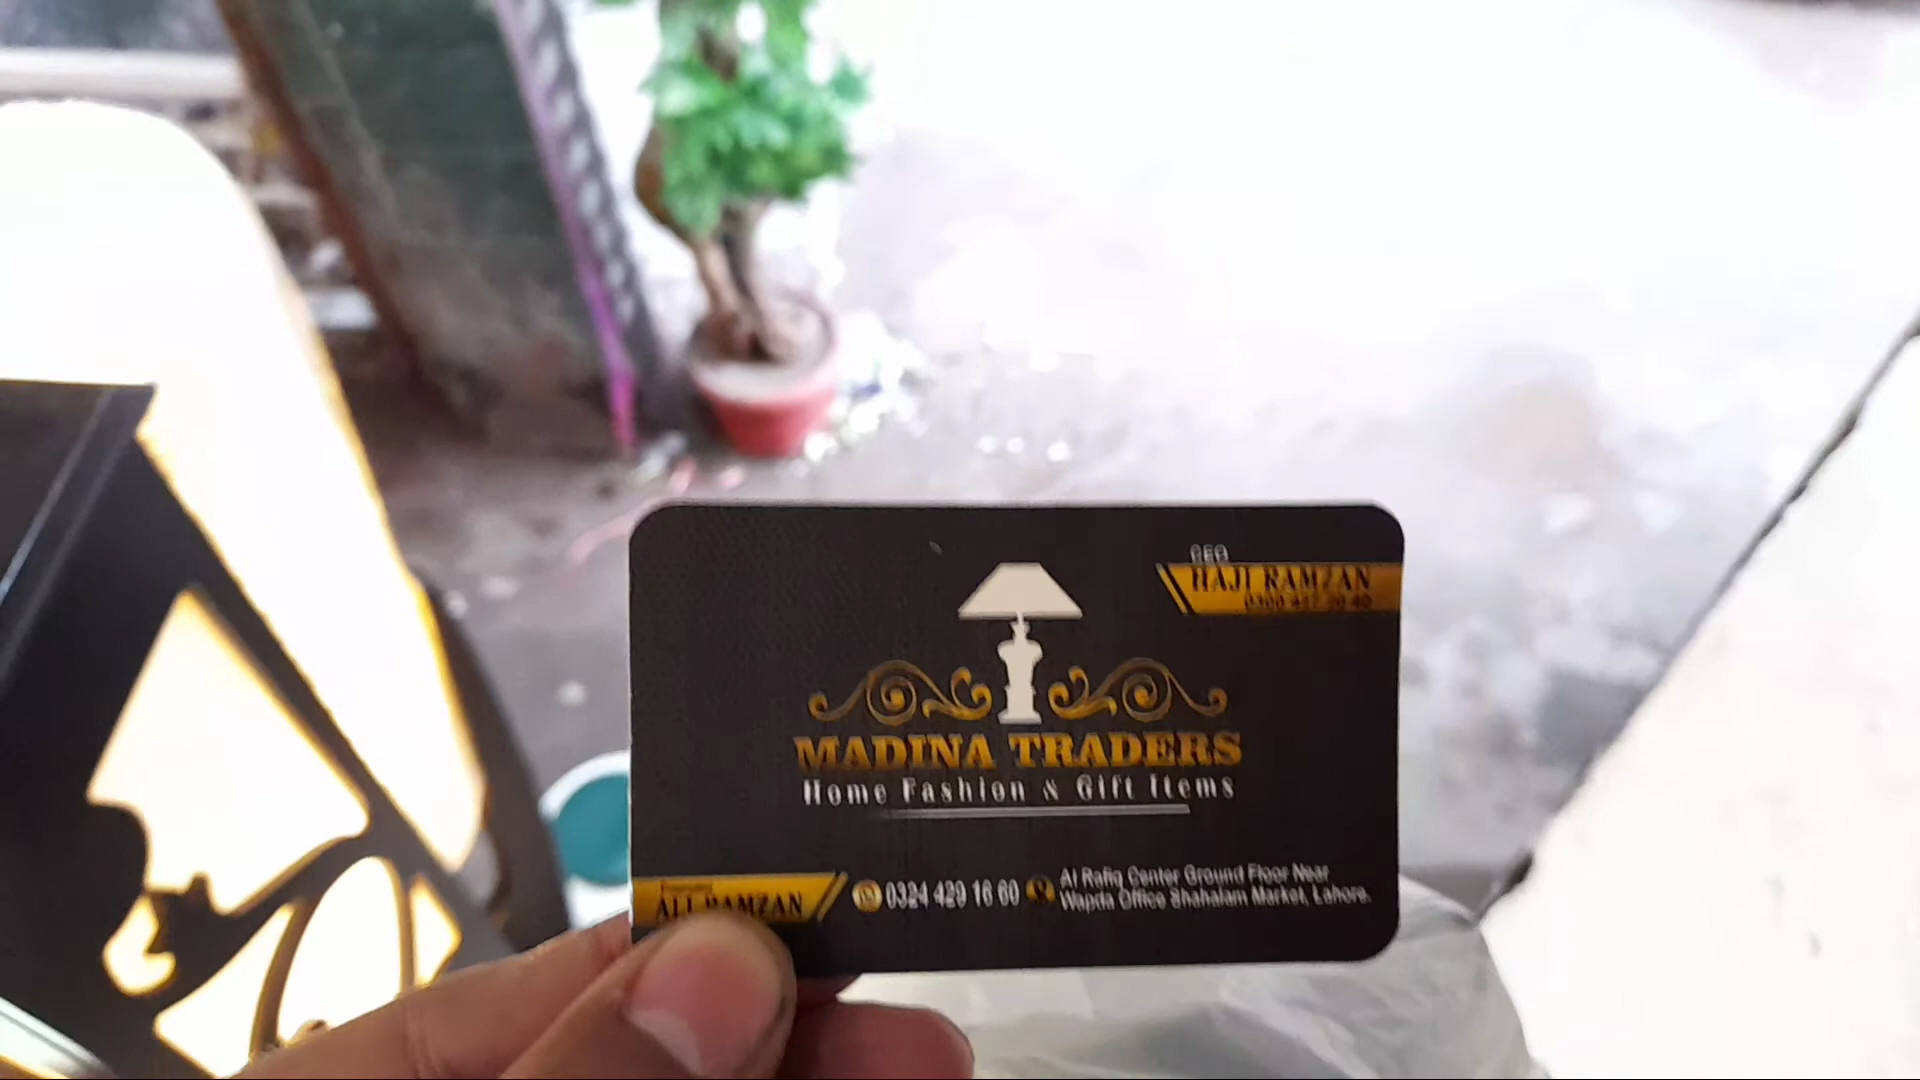 CEO
HAJI RAMZAN
MADINA TRADERS
Home Fashion & Gift Items
ALI RAMZAN
0324 429 16 60
Al Rafiq Center Ground Floor Near
Wapda Office Shahalam Market, Lahore.